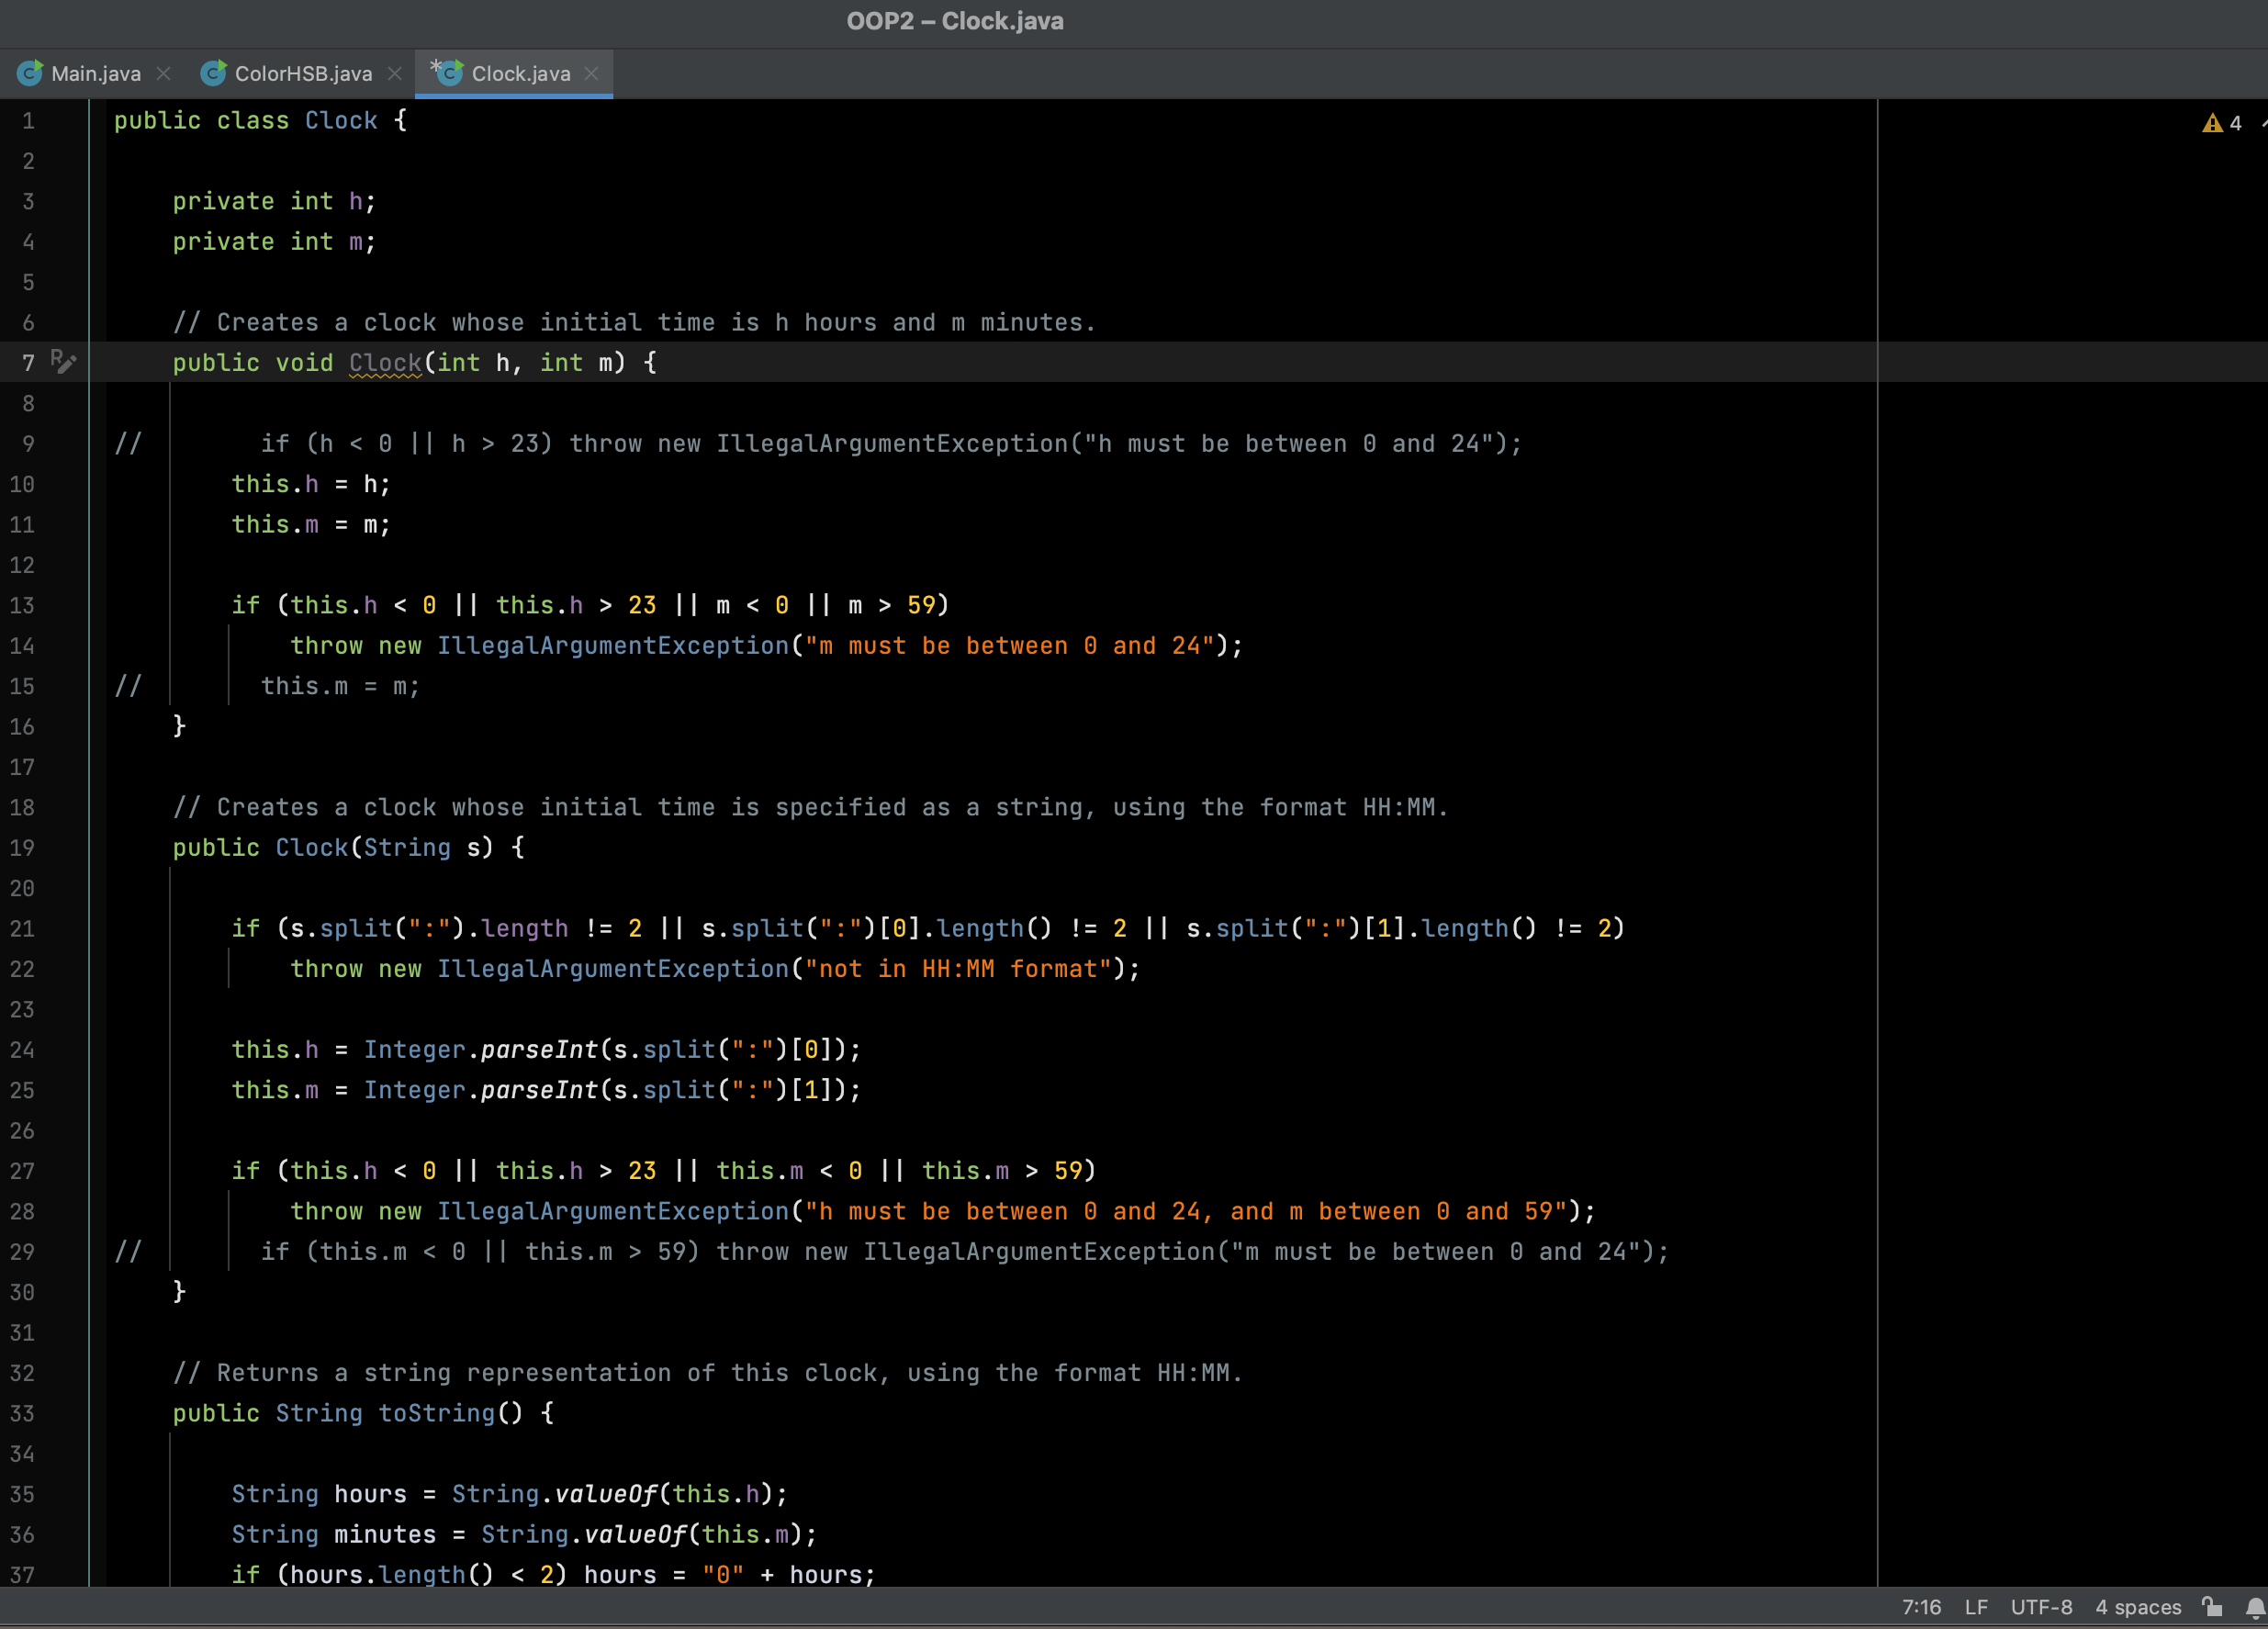 OOP2 – Clock.java
Main.java ColorHSB.java Clock.java
1 public class Clock {
4
2
3 private int h;
4 private int m;
5
6 // Creates a clock whose initial time is h hours and m minutes.
7 public void Clock(int h, int m) {
8
9 // if (h < 0 || h > 23) throw new IllegalArgumentException("h must be between 0 and 24");
10 this.h = h;
11 this.m = m;
12
13 if (this.h < 0 || this.h > 23 || m < 0 || m > 59)
14 throw new IllegalArgumentException("m must be between 0 and 24");
15 // this.m = m;
16 }
17
18 // Creates a clock whose initial time is specified as a string, using the format HH:MM.
19 public Clock(String s) {
20
21 if (s.split(":").length != 2 || s.split(":")[0].length() != 2 || s.split(":")[1].length() != 2)
22 throw new IllegalArgumentException("not in HH:MM format");
23
24 this.h = Integer.parseInt(s.split(":")[0]);
25 this.m = Integer.parseInt(s.split(":")[1]);
26
27 if (this.h < 0 || this.h > 23 || this.m < 0 || this.m > 59)
28 throw new IllegalArgumentException("h must be between 0 and 24, and m between 0 and 59");
29 // if (this.m < 0 || this.m > 59) throw new IllegalArgumentException("m must be between 0 and 24");
30 }
31
32 // Returns a string representation of this clock, using the format HH:MM.
33 public String toString() {
34
35 String hours = String.valueOf(this.h);
36 String minutes = String.valueOf(this.m);
37 if (hours.length() < 2) hours = "0" + hours;
7:16 LF UTF-8 4 spaces